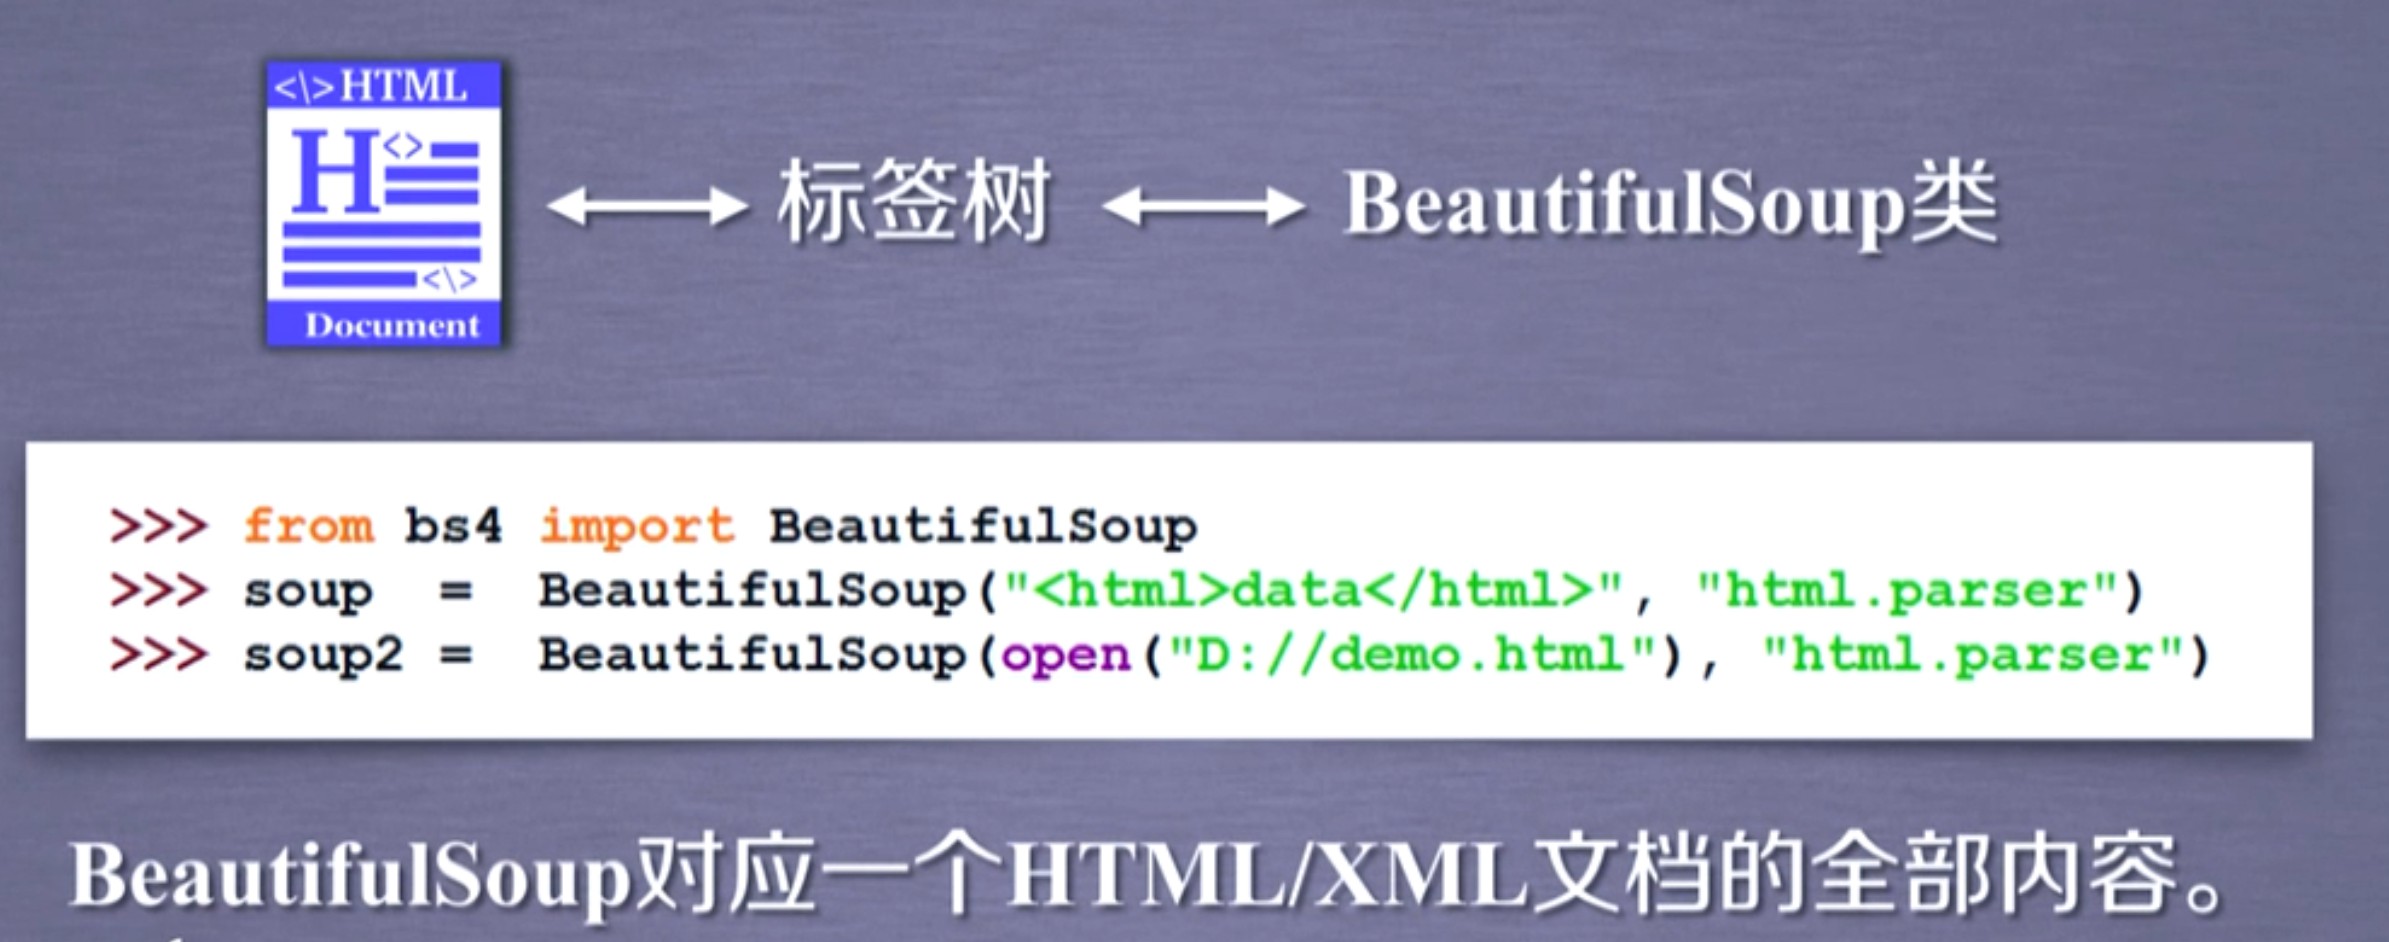 <\>HTML
H<>
<\>
Document
标签树
BeautifulSoup类
>>> from bs4 import BeautifulSoup
>>> soup  =  BeautifulSoup("<html>data</html>", "html.parser")
>>> soup2 =  BeautifulSoup(open("D://demo.html"), "html.parser")
BeautifulSoup对应一个HTML/XML文档的全部内容。